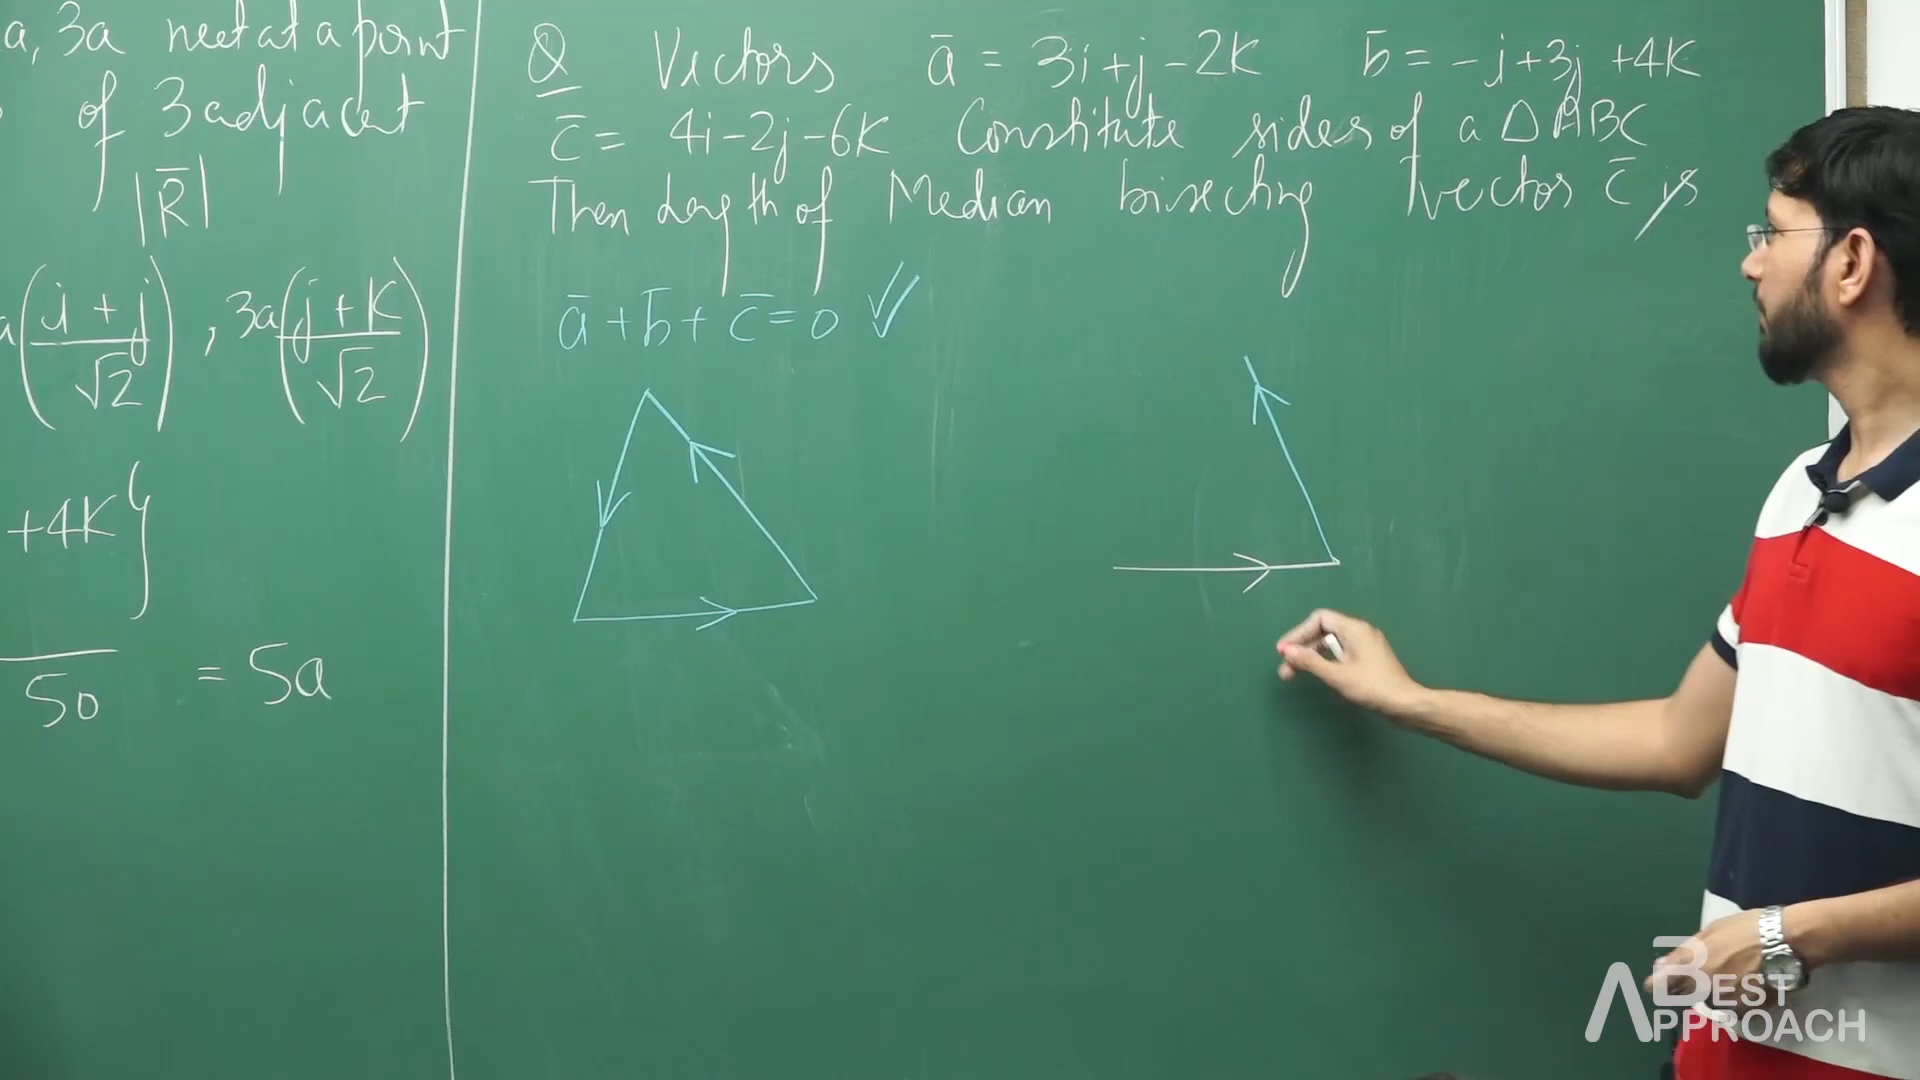 a, 3a meet at a point
of 3 adjacent
|R̄|
a(i + j / √2) , 3a(j + k / √2)
+4K}
50 = 5a
Q Vectors ā = 3i+j-2K b̄ = -i+3j+4K
c̄ = 4i-2j-6K Constitute sides of a △ABC
Then Length of Median bisecting vector c̄ is
ā+b̄+c̄=0 ✓
BEST
APPROACH